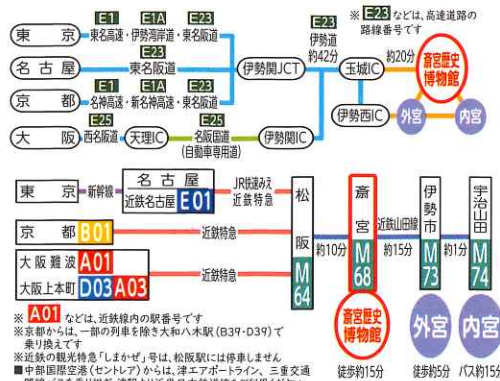 E1 E1A E23
東京 東名高速・伊勢湾岸道・東名阪道
※ E23 などは、高速道路の
路線番号です
E23
名古屋 東名阪道
伊勢関JCT
E23
伊勢道
約42分
玉城IC
約20分
斎宮歴史
博物館
E1 E1A E23
京都 名神高速・新名神高速・東名阪道
伊勢西IC
外宮
内宮
E25 E25
大阪 西名阪道 天理IC 名阪国道 伊勢関IC
(自動車専用道)
東京 新幹線 名古屋
近鉄名古屋 E01
JR快速みえ
近鉄特急
京都 B01 近鉄特急
大阪難波 A01
大阪上本町 D03 A03
近鉄特急
松阪 M64
約10分
斎宮 M68
近鉄山田線
約15分
伊勢市 M73
約1分
宇治山田 M74
斎宮歴史
博物館
徒歩約15分
外宮
徒歩約5分
内宮
バス約15分
※ A01 などは、近鉄線内の駅番号です
※京都からは、一部の列車を除き大和八木駅(B39・D39)で
乗り換えです
※近鉄の観光特急「しまかぜ」号は、松阪駅には停車しません
■中部国際空港(セントレア)からは、津エアポートライン、三重交通